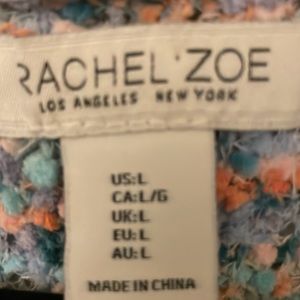 RACHEL ZOE
LOS ANGELES NEW YORK
US:L
CA:L/G
UK:L
EU:L
AU:L
MADE IN CHINA